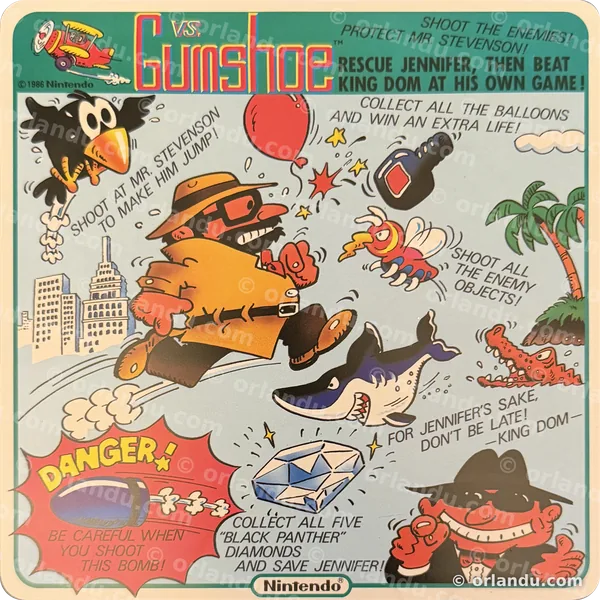 VS.
Gumshoe™
© 1986 Nintendo
SHOOT THE ENEMIES!
PROTECT MR STEVENSON!
RESCUE JENNIFER, THEN BEAT
KING DOM AT HIS OWN GAME!
COLLECT ALL THE BALLOONS
AND WIN AN EXTRA LIFE!
SHOOT AT MR. STEVENSON
TO MAKE HIM JUMP!
SHOOT ALL
THE ENEMY
OBJECTS!
FOR JENNIFER'S SAKE,
DON'T BE LATE!
—KING DOM—
DANGER!
BE CAREFUL WHEN
YOU SHOOT
THIS BOMB!
COLLECT ALL FIVE
"BLACK PANTHER"
DIAMONDS
AND SAVE JENNIFER!
Nintendo®
© orlandu.com